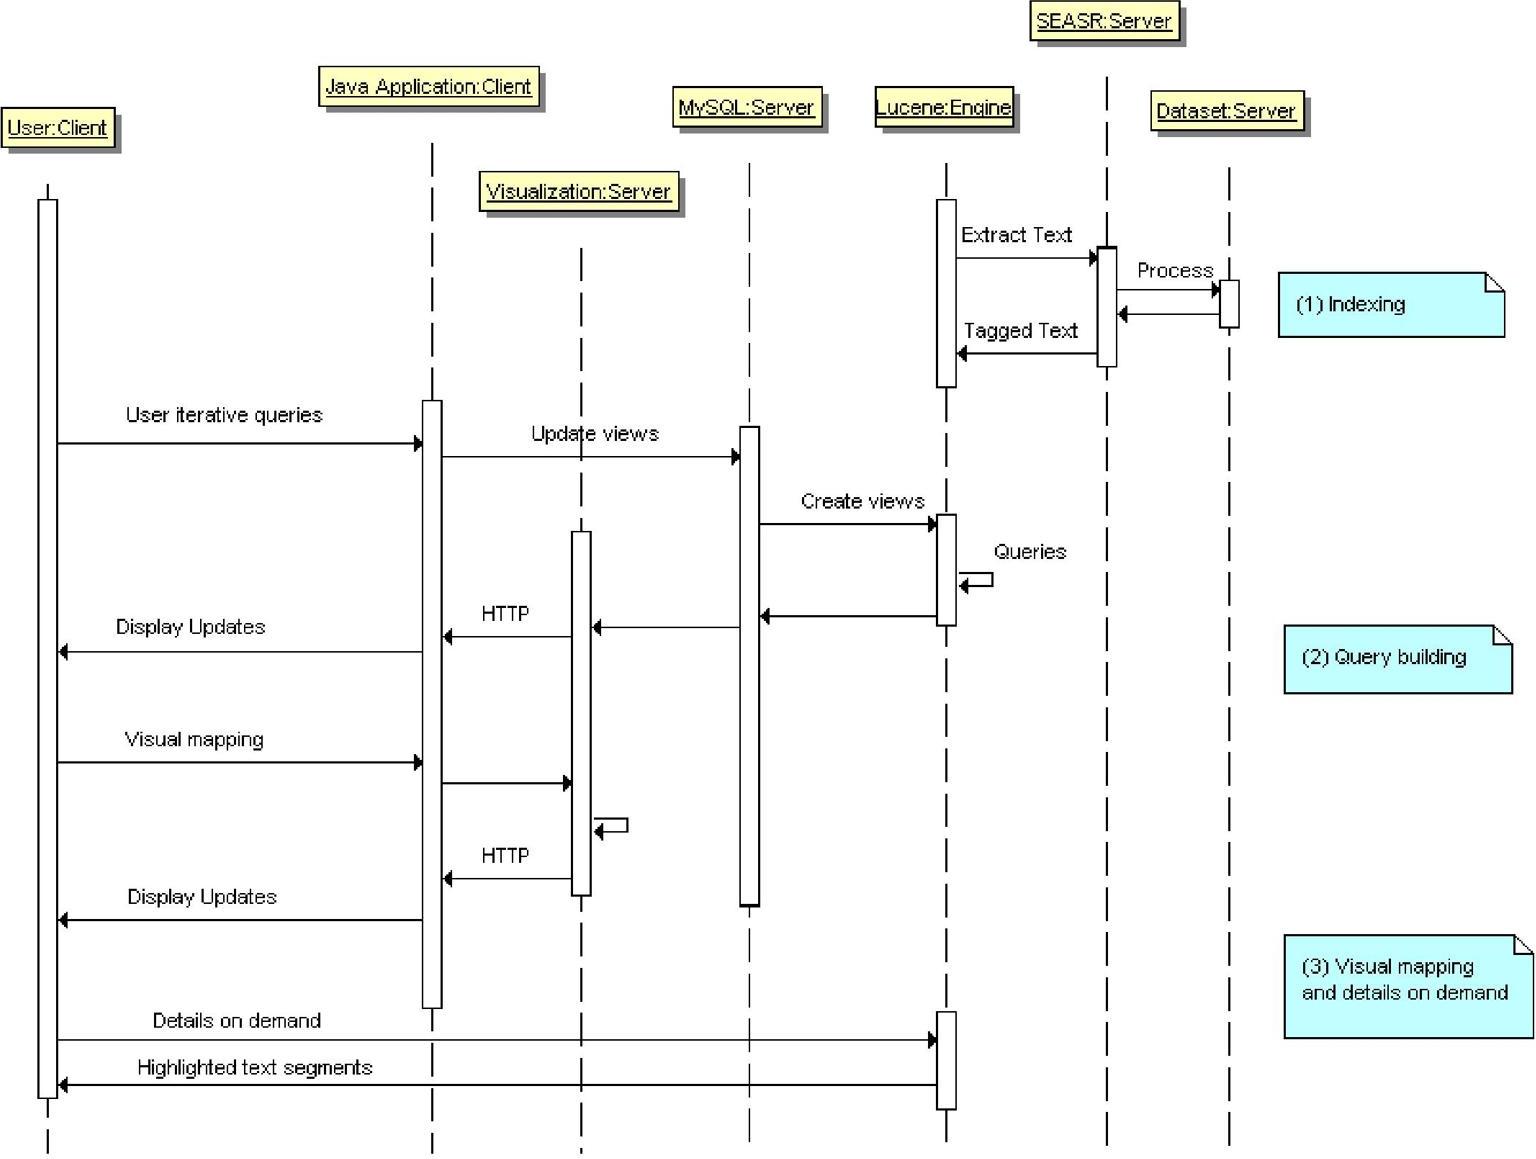 SEASR:Server
Java Application:Client
MySQL:Server
Lucene:Engine
Dataset:Server
User:Client
Visualization:Server
Extract Text
Process
(1) Indexing
Tagged Text
User iterative queries
Update views
Create views
Queries
HTTP
Display Updates
(2) Query building
Visual mapping
HTTP
Display Updates
(3) Visual mapping
and details on demand
Details on demand
Highlighted text segments